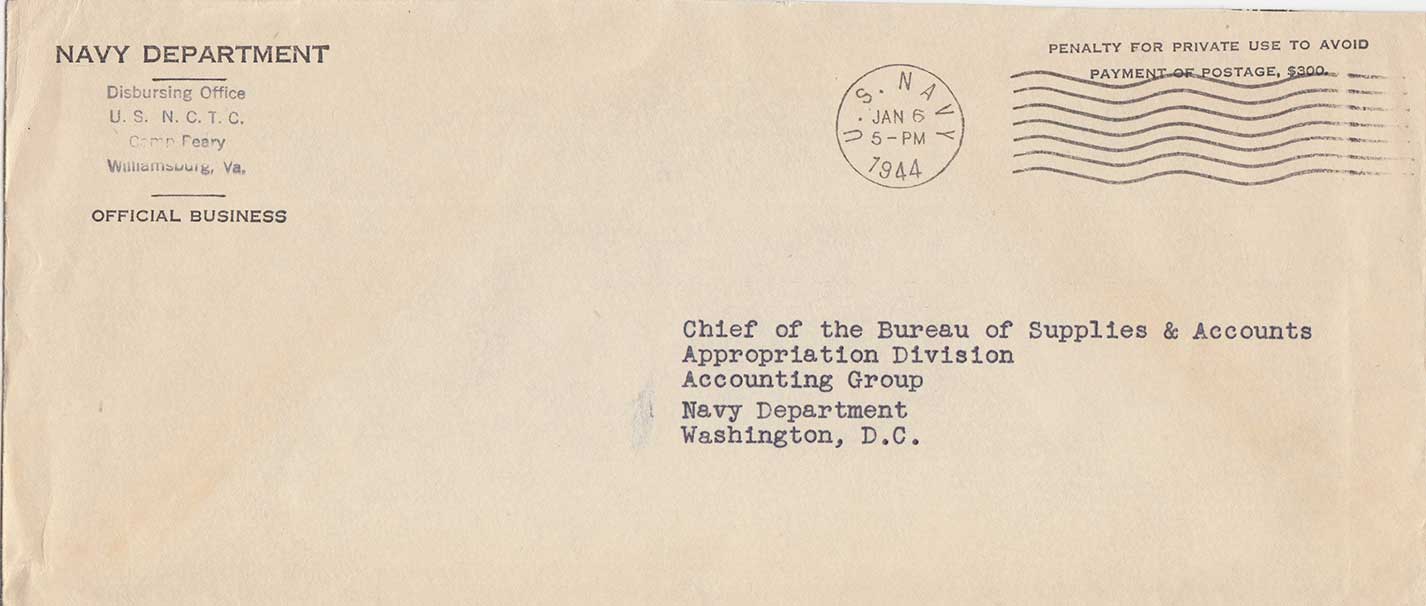 NAVY DEPARTMENT
Disbursing Office
U. S. N. C. T. C.
Camp Peary
Williamsburg, Va.
OFFICIAL BUSINESS
U. S. NAVY
JAN 6
5-PM
1944
PENALTY FOR PRIVATE USE TO AVOID
PAYMENT OF POSTAGE, $300.
Chief of the Bureau of Supplies & Accounts
Appropriation Division
Accounting Group
Navy Department
Washington, D.C.